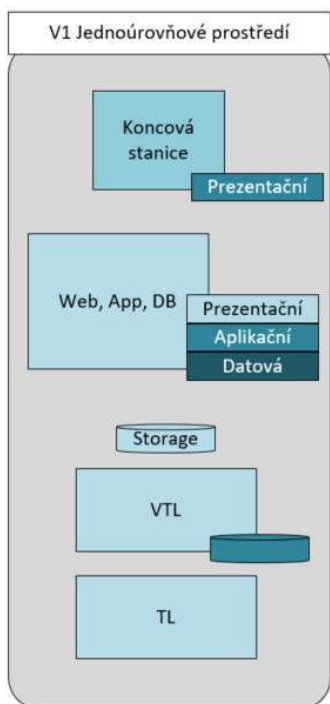 V1 Jednoúrovňové prostředí
Koncová
stanice
Prezentační
Web, App, DB
Prezentační
Aplikační
Datová
Storage
VTL
TL